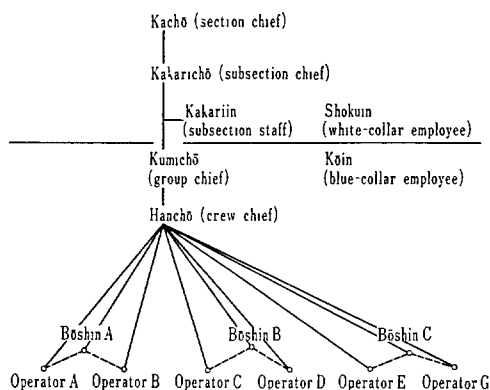 Kachō (section chief)
Kakarichō (subsection chief)
Kakariin
(subsection staff)
Shokuin
(white-collar employee)
Kumichō
(group chief)
Kōin
(blue-collar employee)
Hanchō (crew chief)
Bōshin A
Bōshin B
Bōshin C
Operator A Operator B Operator C Operator D Operator E Operator G